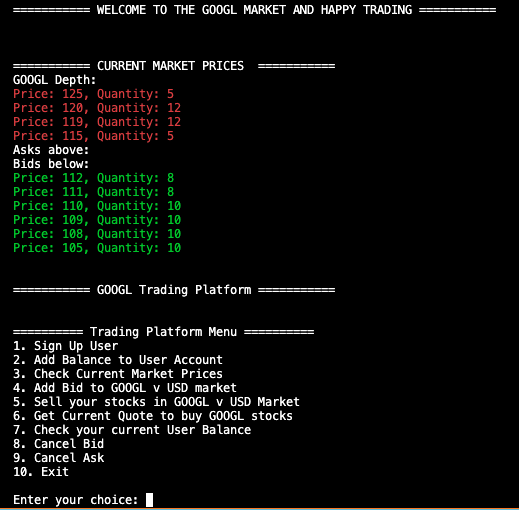 =========== WELCOME TO THE GOOGL MARKET AND HAPPY TRADING ===========
=========== CURRENT MARKET PRICES  ===========
GOOGL Depth:
Price: 125, Quantity: 5
Price: 120, Quantity: 12
Price: 119, Quantity: 12
Price: 115, Quantity: 5
Asks above:
Bids below:
Price: 112, Quantity: 8
Price: 111, Quantity: 8
Price: 110, Quantity: 10
Price: 109, Quantity: 10
Price: 108, Quantity: 10
Price: 105, Quantity: 10
=========== GOOGL Trading Platform ===========
========== Trading Platform Menu ==========
1. Sign Up User
2. Add Balance to User Account
3. Check Current Market Prices
4. Add Bid to GOOGL v USD market
5. Sell your stocks in GOOGL v USD Market
6. Get Current Quote to buy GOOGL stocks
7. Check your current User Balance
8. Cancel Bid
9. Cancel Ask
10. Exit
Enter your choice: